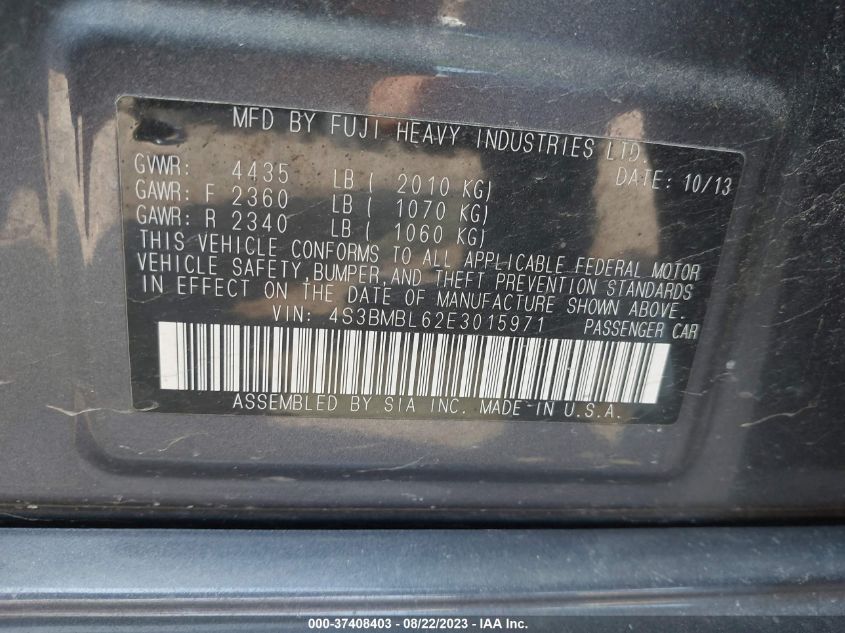 MFD BY FUJI HEAVY INDUSTRIES LTD.
DATE: 10/13
GVWR: 4435 LB ( 2010 KG)
GAWR: F 2360 LB ( 1070 KG)
GAWR: R 2340 LB ( 1060 KG)
THIS VEHICLE CONFORMS TO ALL APPLICABLE FEDERAL MOTOR
VEHICLE SAFETY, BUMPER, AND THEFT PREVENTION STANDARDS
IN EFFECT ON THE DATE OF MANUFACTURE SHOWN ABOVE.
VIN: 4S3BMBL62E3015971 PASSENGER CAR
ASSEMBLED BY SIA INC. MADE-IN U.S.A.
000-37408403 - 08/22/2023 - IAA Inc.